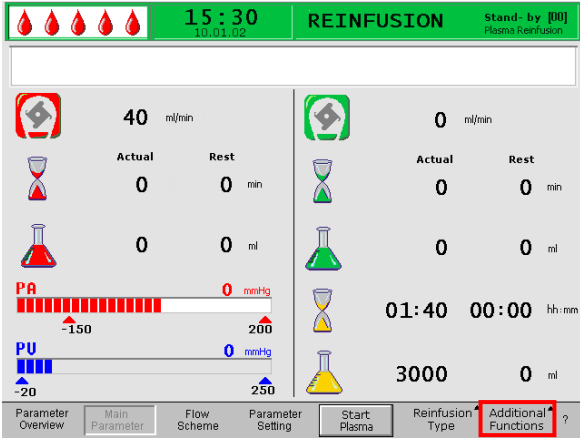 15:30
10.01.02
REINFUSION
Stand- by [00]
Plasma Reinfusion
40 ml/min
0 ml/min
Actual Rest
Actual Rest
0 0 min
0 0 min
0 0 ml
0 0 ml
PA 0 mmHg
-150 200
01:40 00:00 hh:mm
PV 0 mmHg
-20 250
3000 0 ml
Parameter Overview
Main Parameter
Flow Scheme
Parameter Setting
Start Plasma
Reinfusion Type
Additional Functions
?